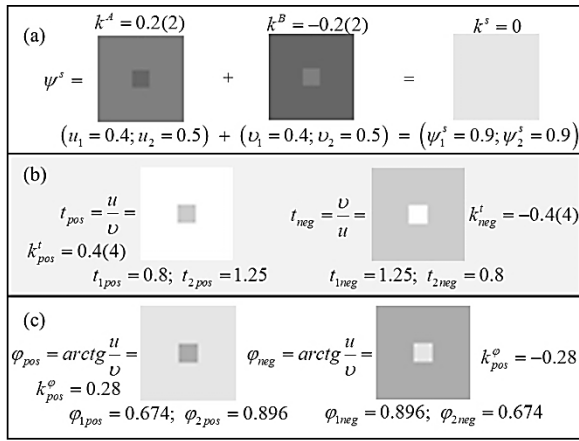 (a) k^A = 0.2(2) k^B = −0.2(2) k^s = 0
ψ^s = + =
(u_1 = 0.4; u_2 = 0.5) + (υ_1 = 0.4; υ_2 = 0.5) = (ψ_1^s = 0.9; ψ_2^s = 0.9)
(b)
t_pos = u/υ = t_neg = υ/u = k_neg^t = −0.4(4)
k_pos^t = 0.4(4)
t_1pos = 0.8; t_2pos = 1.25 t_1neg = 1.25; t_2neg = 0.8
(c)
φ_pos = arctg u/υ = φ_neg = arctg u/υ = k_pos^φ = −0.28
k_pos^φ = 0.28
φ_1pos = 0.674; φ_2pos = 0.896 φ_1neg = 0.896; φ_2neg = 0.674